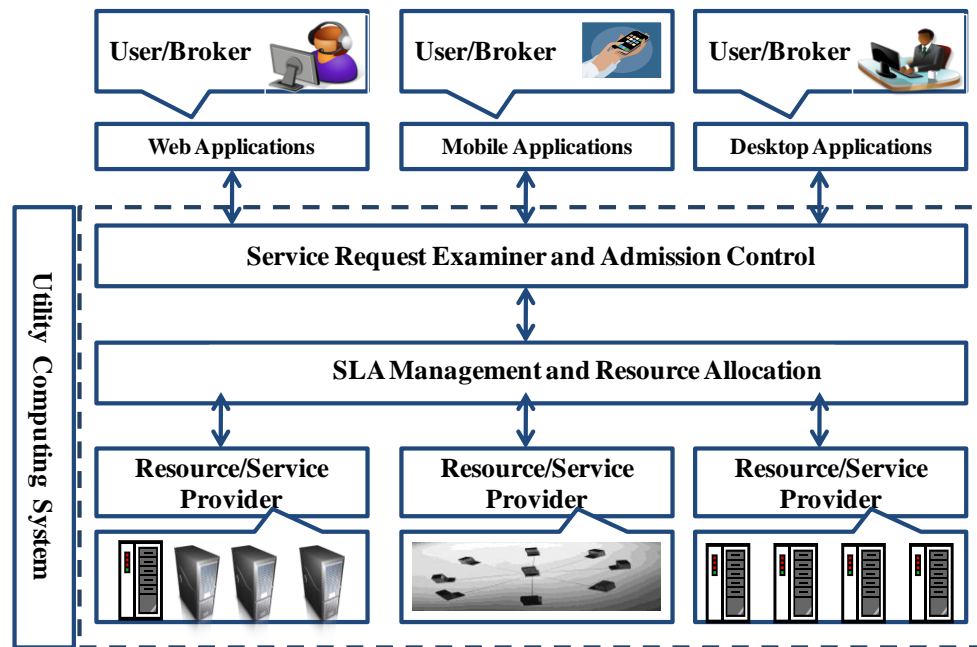 User/Broker
User/Broker
User/Broker
Web Applications
Mobile Applications
Desktop Applications
Utility Computing System
Service Request Examiner and Admission Control
SLA Management and Resource Allocation
Resource/Service
Provider
Resource/Service
Provider
Resource/Service
Provider